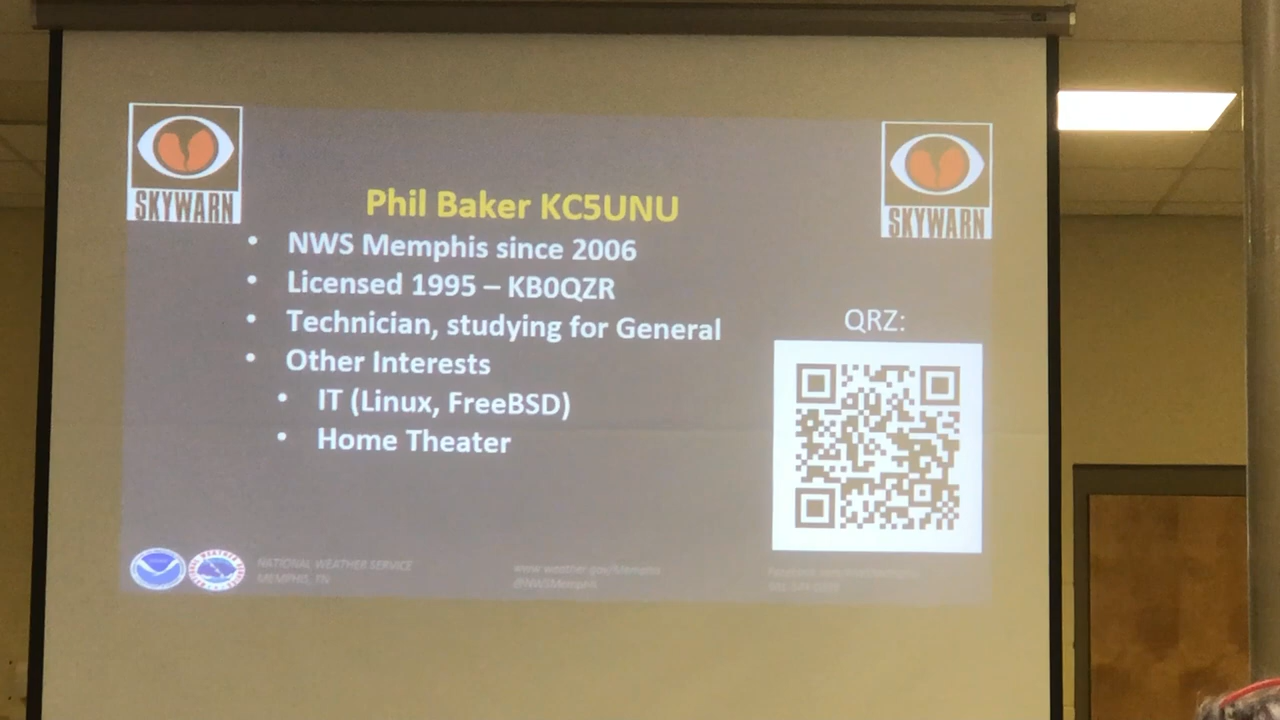 SKYWARN
SKYWARN
Phil Baker KC5UNU
• NWS Memphis since 2006
• Licensed 1995 – KB0QZR
• Technician, studying for General
• Other Interests
• IT (Linux, FreeBSD)
• Home Theater
QRZ:
NATIONAL WEATHER SERVICE
MEMPHIS, TN
www.weather.gov/Memphis
@NWSMemphis